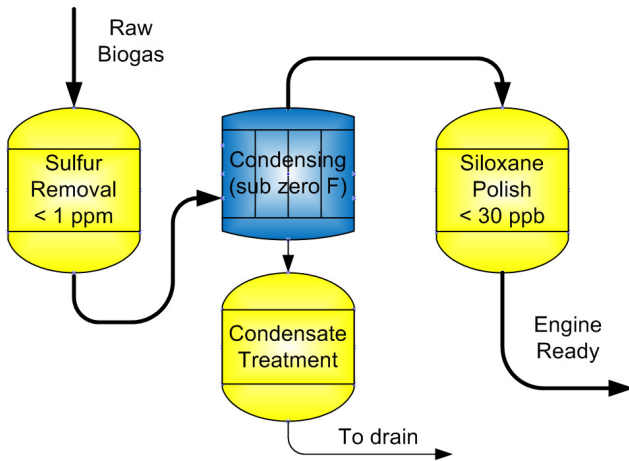 Raw
Biogas
Sulfur
Removal
< 1 ppm
Condensing
(sub zero F)
Siloxane
Polish
< 30 ppb
Condensate
Treatment
Engine
Ready
To drain